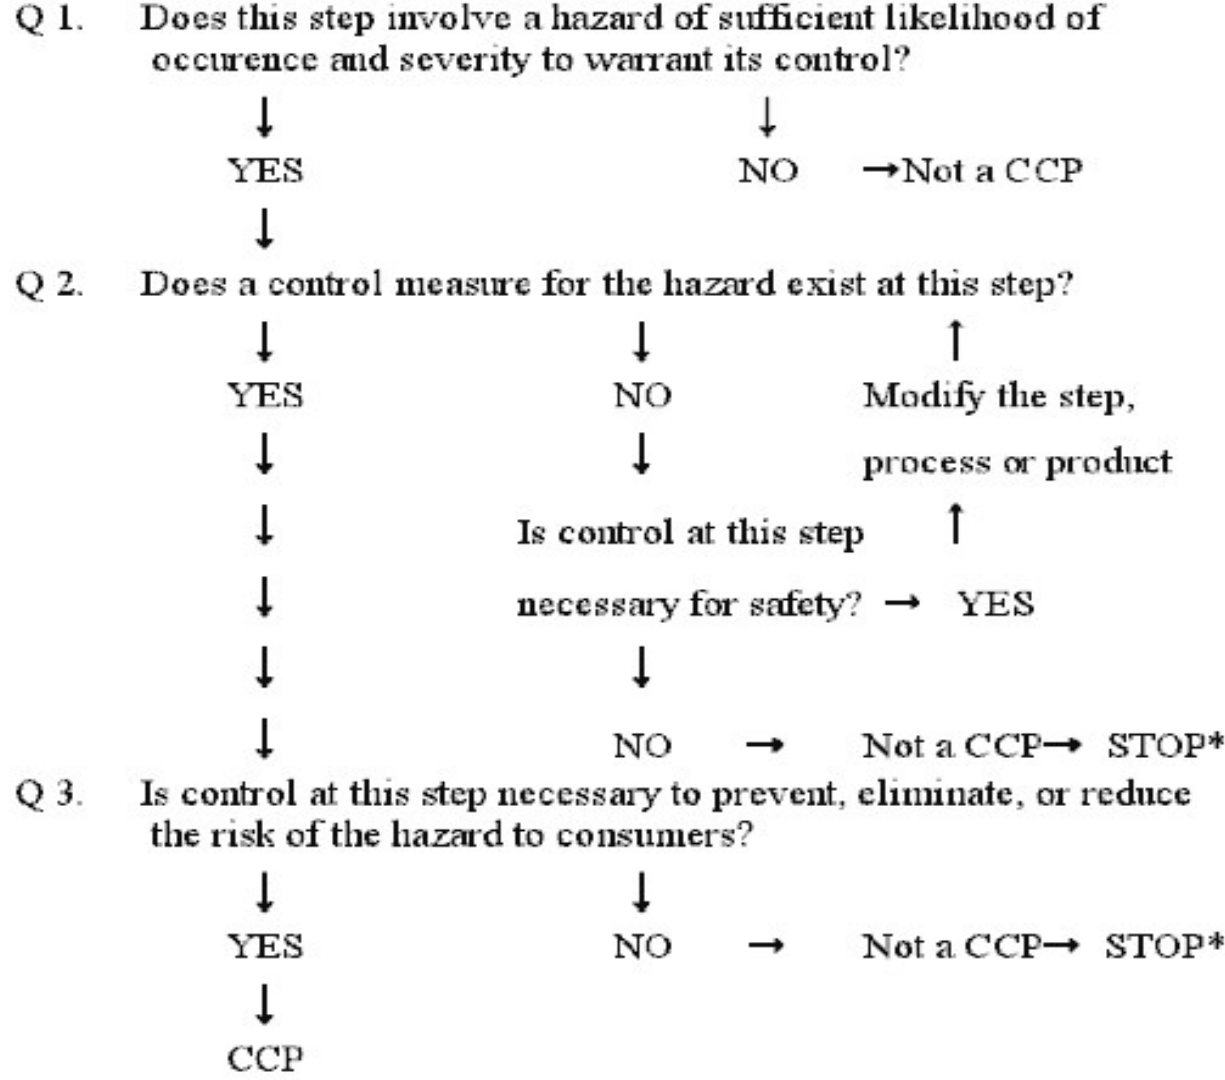 Q 1. Does this step involve a hazard of sufficient likelihood of
occurence and severity to warrant its control?
↓ ↓
YES NO →Not a CCP
↓
Q 2. Does a control measure for the hazard exist at this step?
↓ ↓ ↑
YES NO Modify the step,
↓ ↓ process or product
↓ Is control at this step ↑
↓ necessary for safety? → YES
↓ ↓
↓ NO → Not a CCP→ STOP*
Q 3. Is control at this step necessary to prevent, eliminate, or reduce
the risk of the hazard to consumers?
↓ ↓
YES NO → Not a CCP→ STOP*
↓
CCP